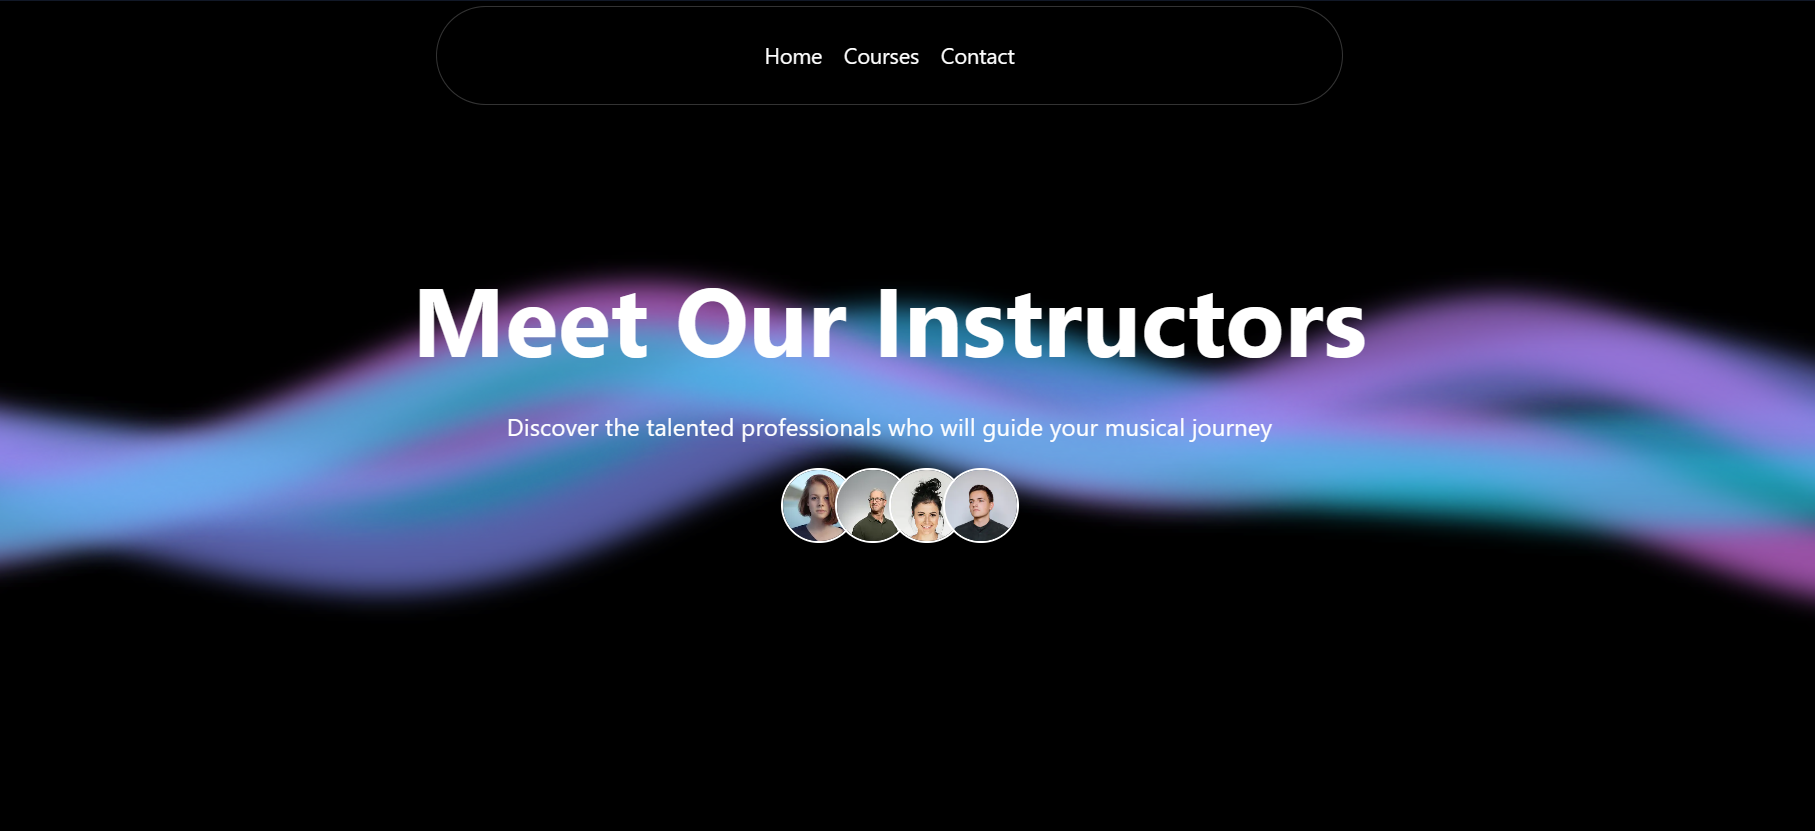 Home Courses Contact
Meet Our Instructors
Discover the talented professionals who will guide your musical journey